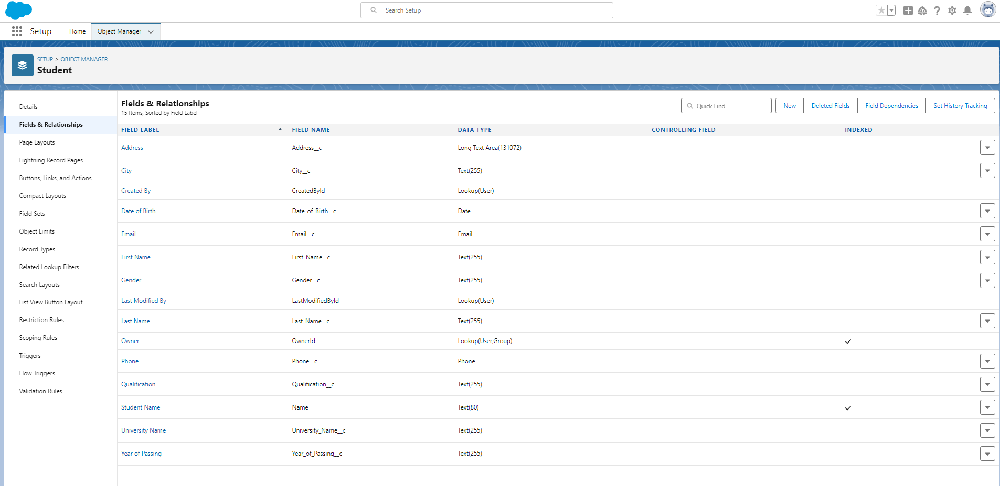 Search Setup
Setup
Home
Object Manager
SETUP > OBJECT MANAGER
Student
Details
Fields & Relationships
Page Layouts
Lightning Record Pages
Buttons, Links, and Actions
Compact Layouts
Field Sets
Object Limits
Record Types
Related Lookup Filters
Search Layouts
List View Button Layout
Restriction Rules
Scoping Rules
Triggers
Flow Triggers
Validation Rules
Fields & Relationships
15 Items, Sorted by Field Label
Quick Find
New
Deleted Fields
Field Dependencies
Set History Tracking
FIELD LABEL FIELD NAME DATA TYPE CONTROLLING FIELD INDEXED
Address Address__c Long Text Area(131072)
City City__c Text(255)
Created By CreatedById Lookup(User)
Date of Birth Date_of_Birth__c Date
Email Email__c Email
First Name First_Name__c Text(255)
Gender Gender__c Text(255)
Last Modified By LastModifiedById Lookup(User)
Last Name Last_Name__c Text(255)
Owner OwnerId Lookup(User,Group)
Phone Phone__c Phone
Qualification Qualification__c Text(255)
Student Name Name Text(80)
University Name University_Name__c Text(255)
Year of Passing Year_of_Passing__c Text(255)